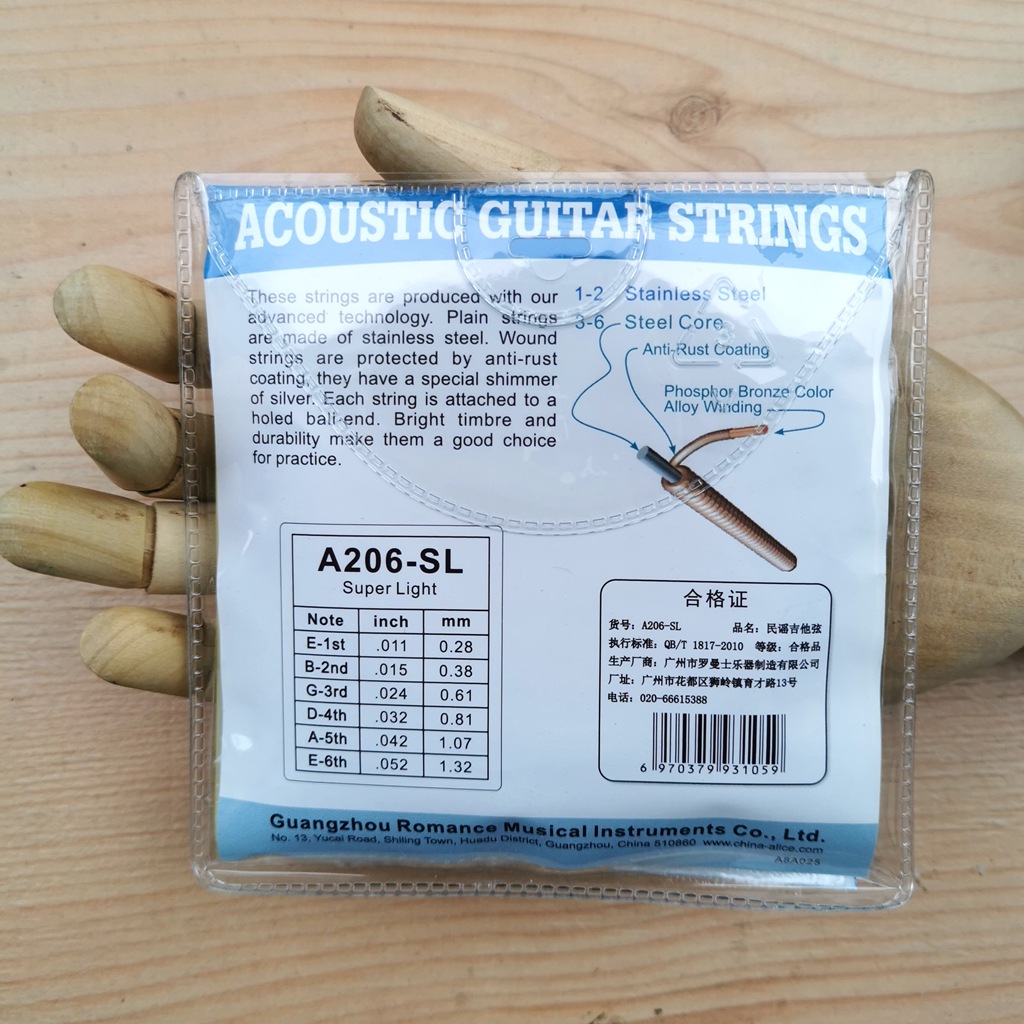 ACOUSTIC GUITAR STRINGS
These strings are produced with our
advanced technology. Plain strings
are made of stainless steel. Wound
strings are protected by anti-rust
coating, they have a special shimmer
of silver. Each string is attached to a
holed ball-end. Bright timbre and
durability make them a good choice
for practice.
1-2 Stainless Steel
3-6 Steel Core
Anti-Rust Coating
Phosphor Bronze Color
Alloy Winding
A206-SL
Super Light
Note inch mm
E-1st .011 0.28
B-2nd .015 0.38
G-3rd .024 0.61
D-4th .032 0.81
A-5th .042 1.07
E-6th .052 1.32
合格证
货号: A206-SL 品名: 民谣吉他弦
执行标准: QB/T 1817-2010 等级: 合格品
生产厂商: 广州市罗曼士乐器制造有限公司
厂址: 广州市花都区狮岭镇育才路13号
电话: 020-66615388
6 970379 931059
Guangzhou Romance Musical Instruments Co., Ltd.
No. 13, Yucai Road, Shiling Town, Huadu District, Guangzhou, China 510860 www.china-alice.com
A8A025